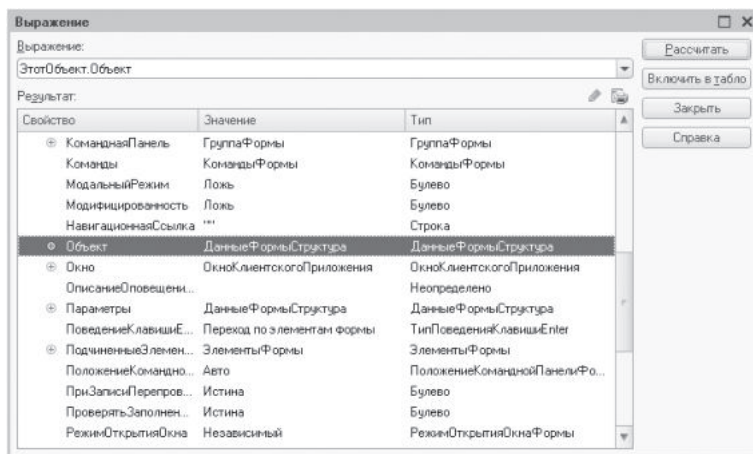 Выражение
Выражение:
ЭтотОбъект.Объект
Рассчитать
Включить в табло
Закрыть
Справка
Результат:
Свойство Значение Тип
КоманднаяПанель ГруппаФормы ГруппаФормы
Команды КомандыФормы КомандыФормы
МодальныйРежим Ложь Булево
Модифицированность Ложь Булево
НавигационнаяСсылка "" Строка
Объект ДанныеФормыСтруктура ДанныеФормыСтруктура
Окно ОкноКлиентскогоПриложения ОкноКлиентскогоПриложения
ОписаниеОповещени... Неопределено
Параметры ДанныеФормыСтруктура ДанныеФормыСтруктура
ПоведениеКлавишиE... Переход по элементам формы ТипПоведенияКлавишиEnter
ПодчиненныеЭлемен... ЭлементыФормы ЭлементыФормы
ПоложениеКомандно... Авто ПоложениеКоманднойПанелиФо...
ПриЗаписиПерепров... Истина Булево
ПроверятьЗаполнен... Истина Булево
РежимОткрытияОкна Независимый РежимОткрытияОкнаФормы